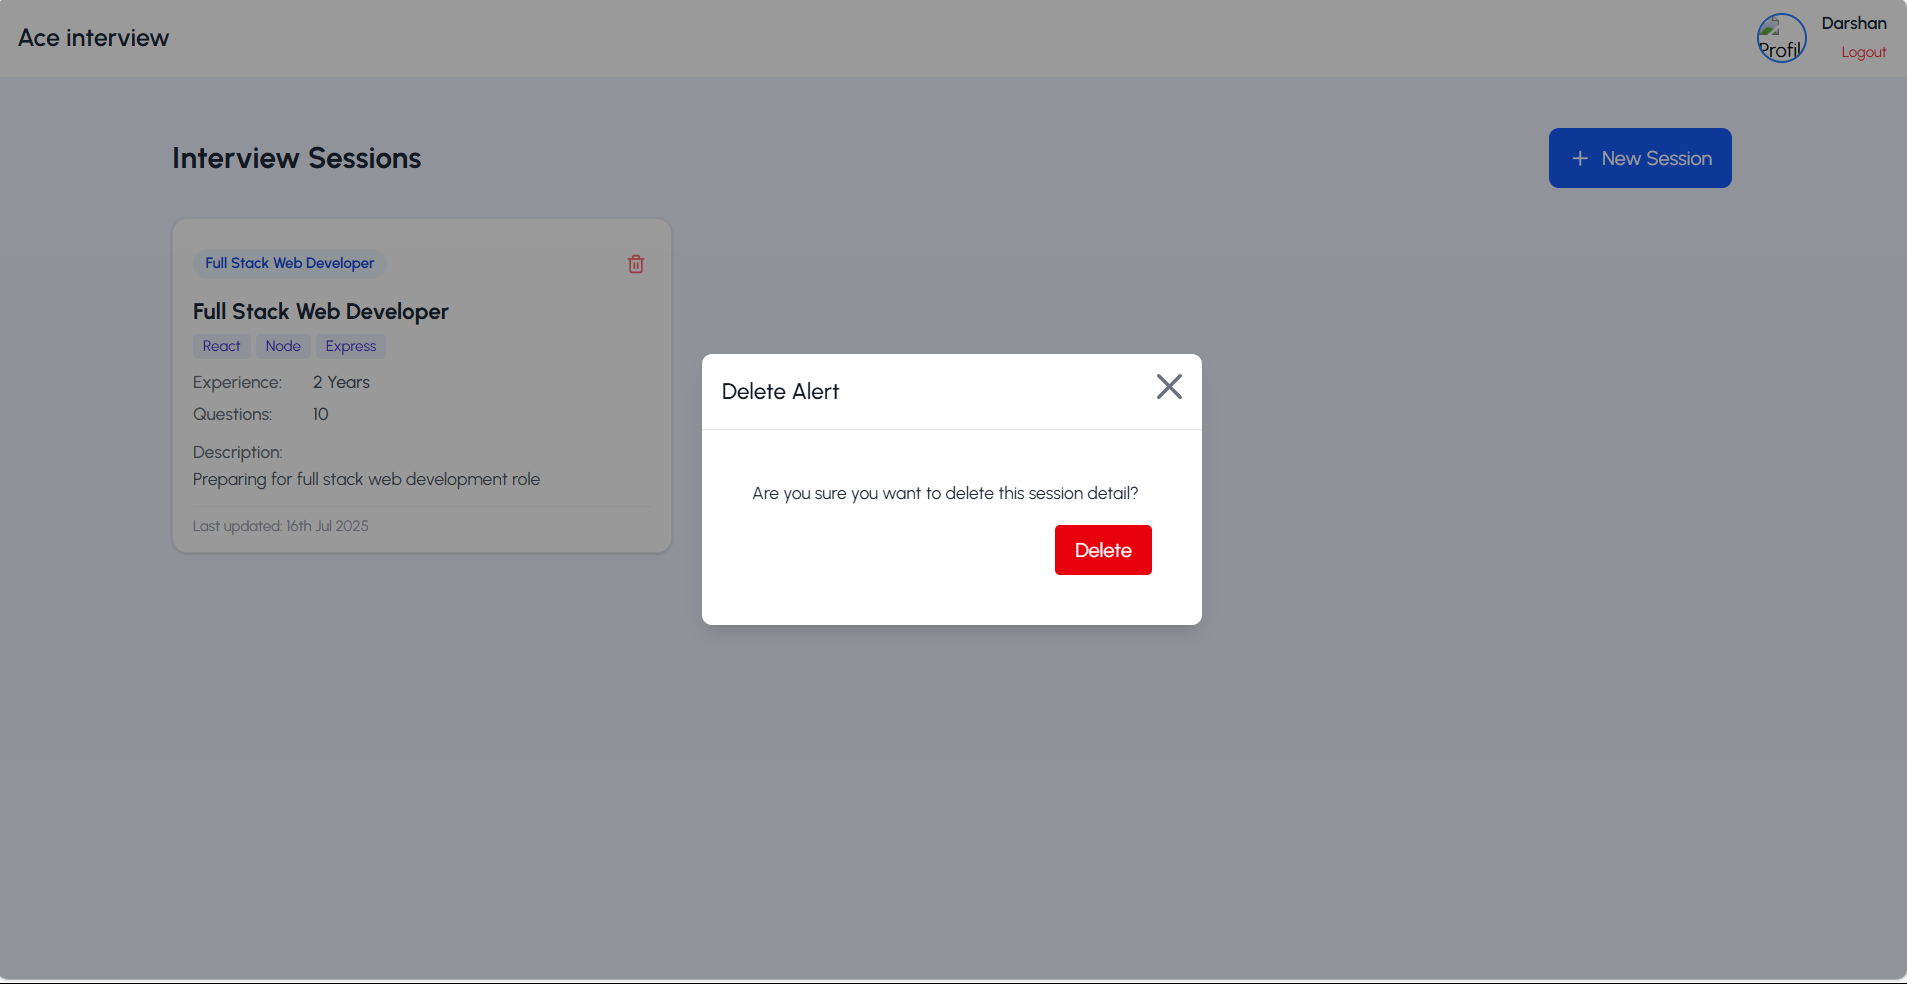 Ace interview
Profil
Darshan
Logout
Interview Sessions
+ New Session
Full Stack Web Developer
Full Stack Web Developer
React Node Express
Experience: 2 Years
Questions: 10
Description:
Preparing for full stack web development role
Last updated: 16th Jul 2025
Delete Alert
Are you sure you want to delete this session detail?
Delete